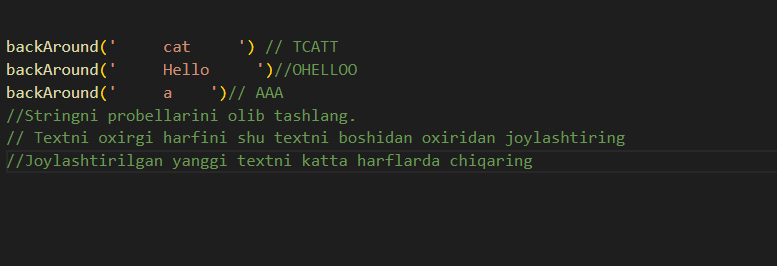 backAround('     cat     ') // TCATT
backAround('     Hello     ')//OHELLOO
backAround('     a    ')// AAA
//Stringni probellarini olib tashlang.
// Textni oxirgi harfini shu textni boshidan oxiridan joylashtiring
//Joylashtirilgan yanggi textni katta harflarda chiqaring